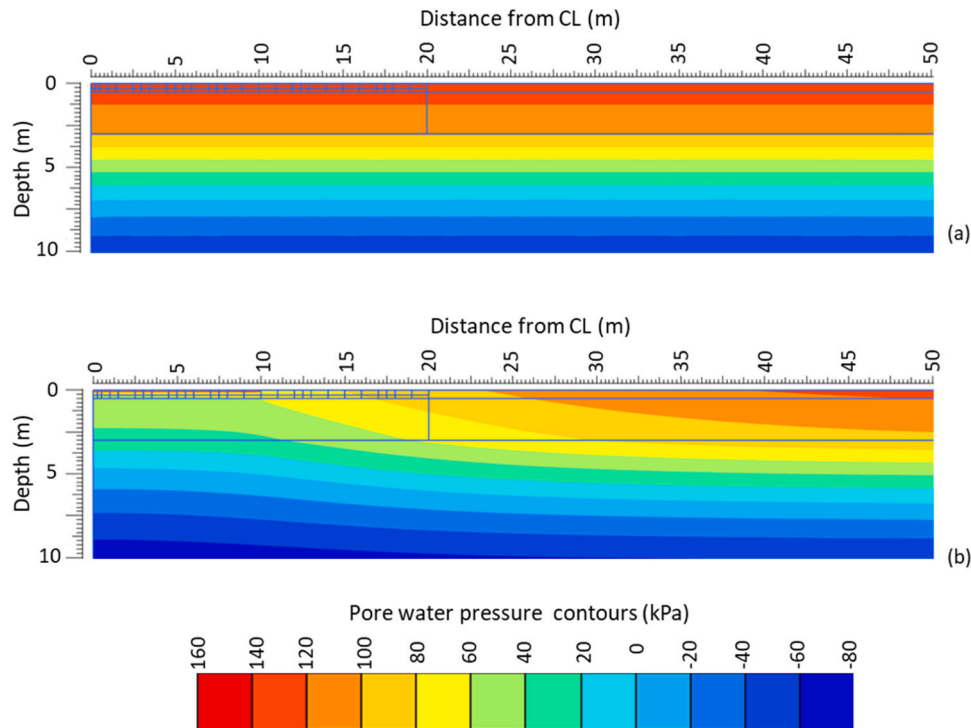 Distance from CL (m)
0 5 10 15 20 25 30 35 40 45 50
0
5
10
Depth (m)
(a)
Distance from CL (m)
0 5 10 15 20 25 30 35 40 45 50
0
5
10
Depth (m)
(b)
Pore water pressure contours (kPa)
160 140 120 100 80 60 40 20 0 -20 -40 -60 -80